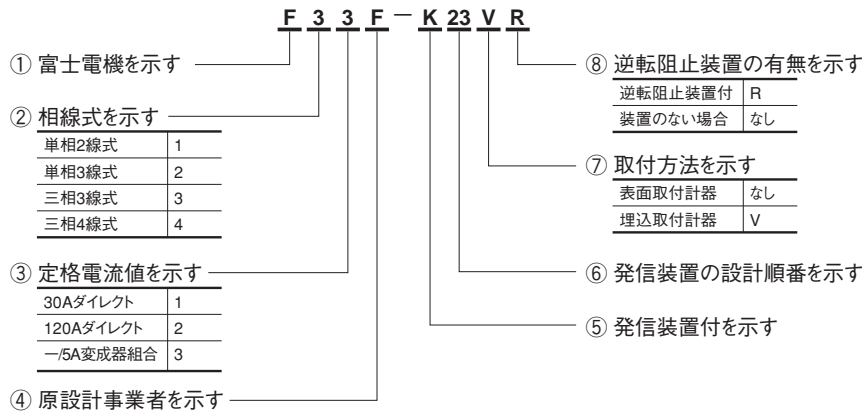 F 3 3 F － K 23 V R
① 富士電機を示す
② 相線式を示す
単相2線式 1
単相3線式 2
三相3線式 3
三相4線式 4
③ 定格電流値を示す
30Aダイレクト 1
120Aダイレクト 2
ー/5A変成器組合 3
④ 原設計事業者を示す
⑧ 逆転阻止装置の有無を示す
逆転阻止装置付 R
装置のない場合 なし
⑦ 取付方法を示す
表面取付計器 なし
埋込取付計器 V
⑥ 発信装置の設計順番を示す
⑤ 発信装置付を示す